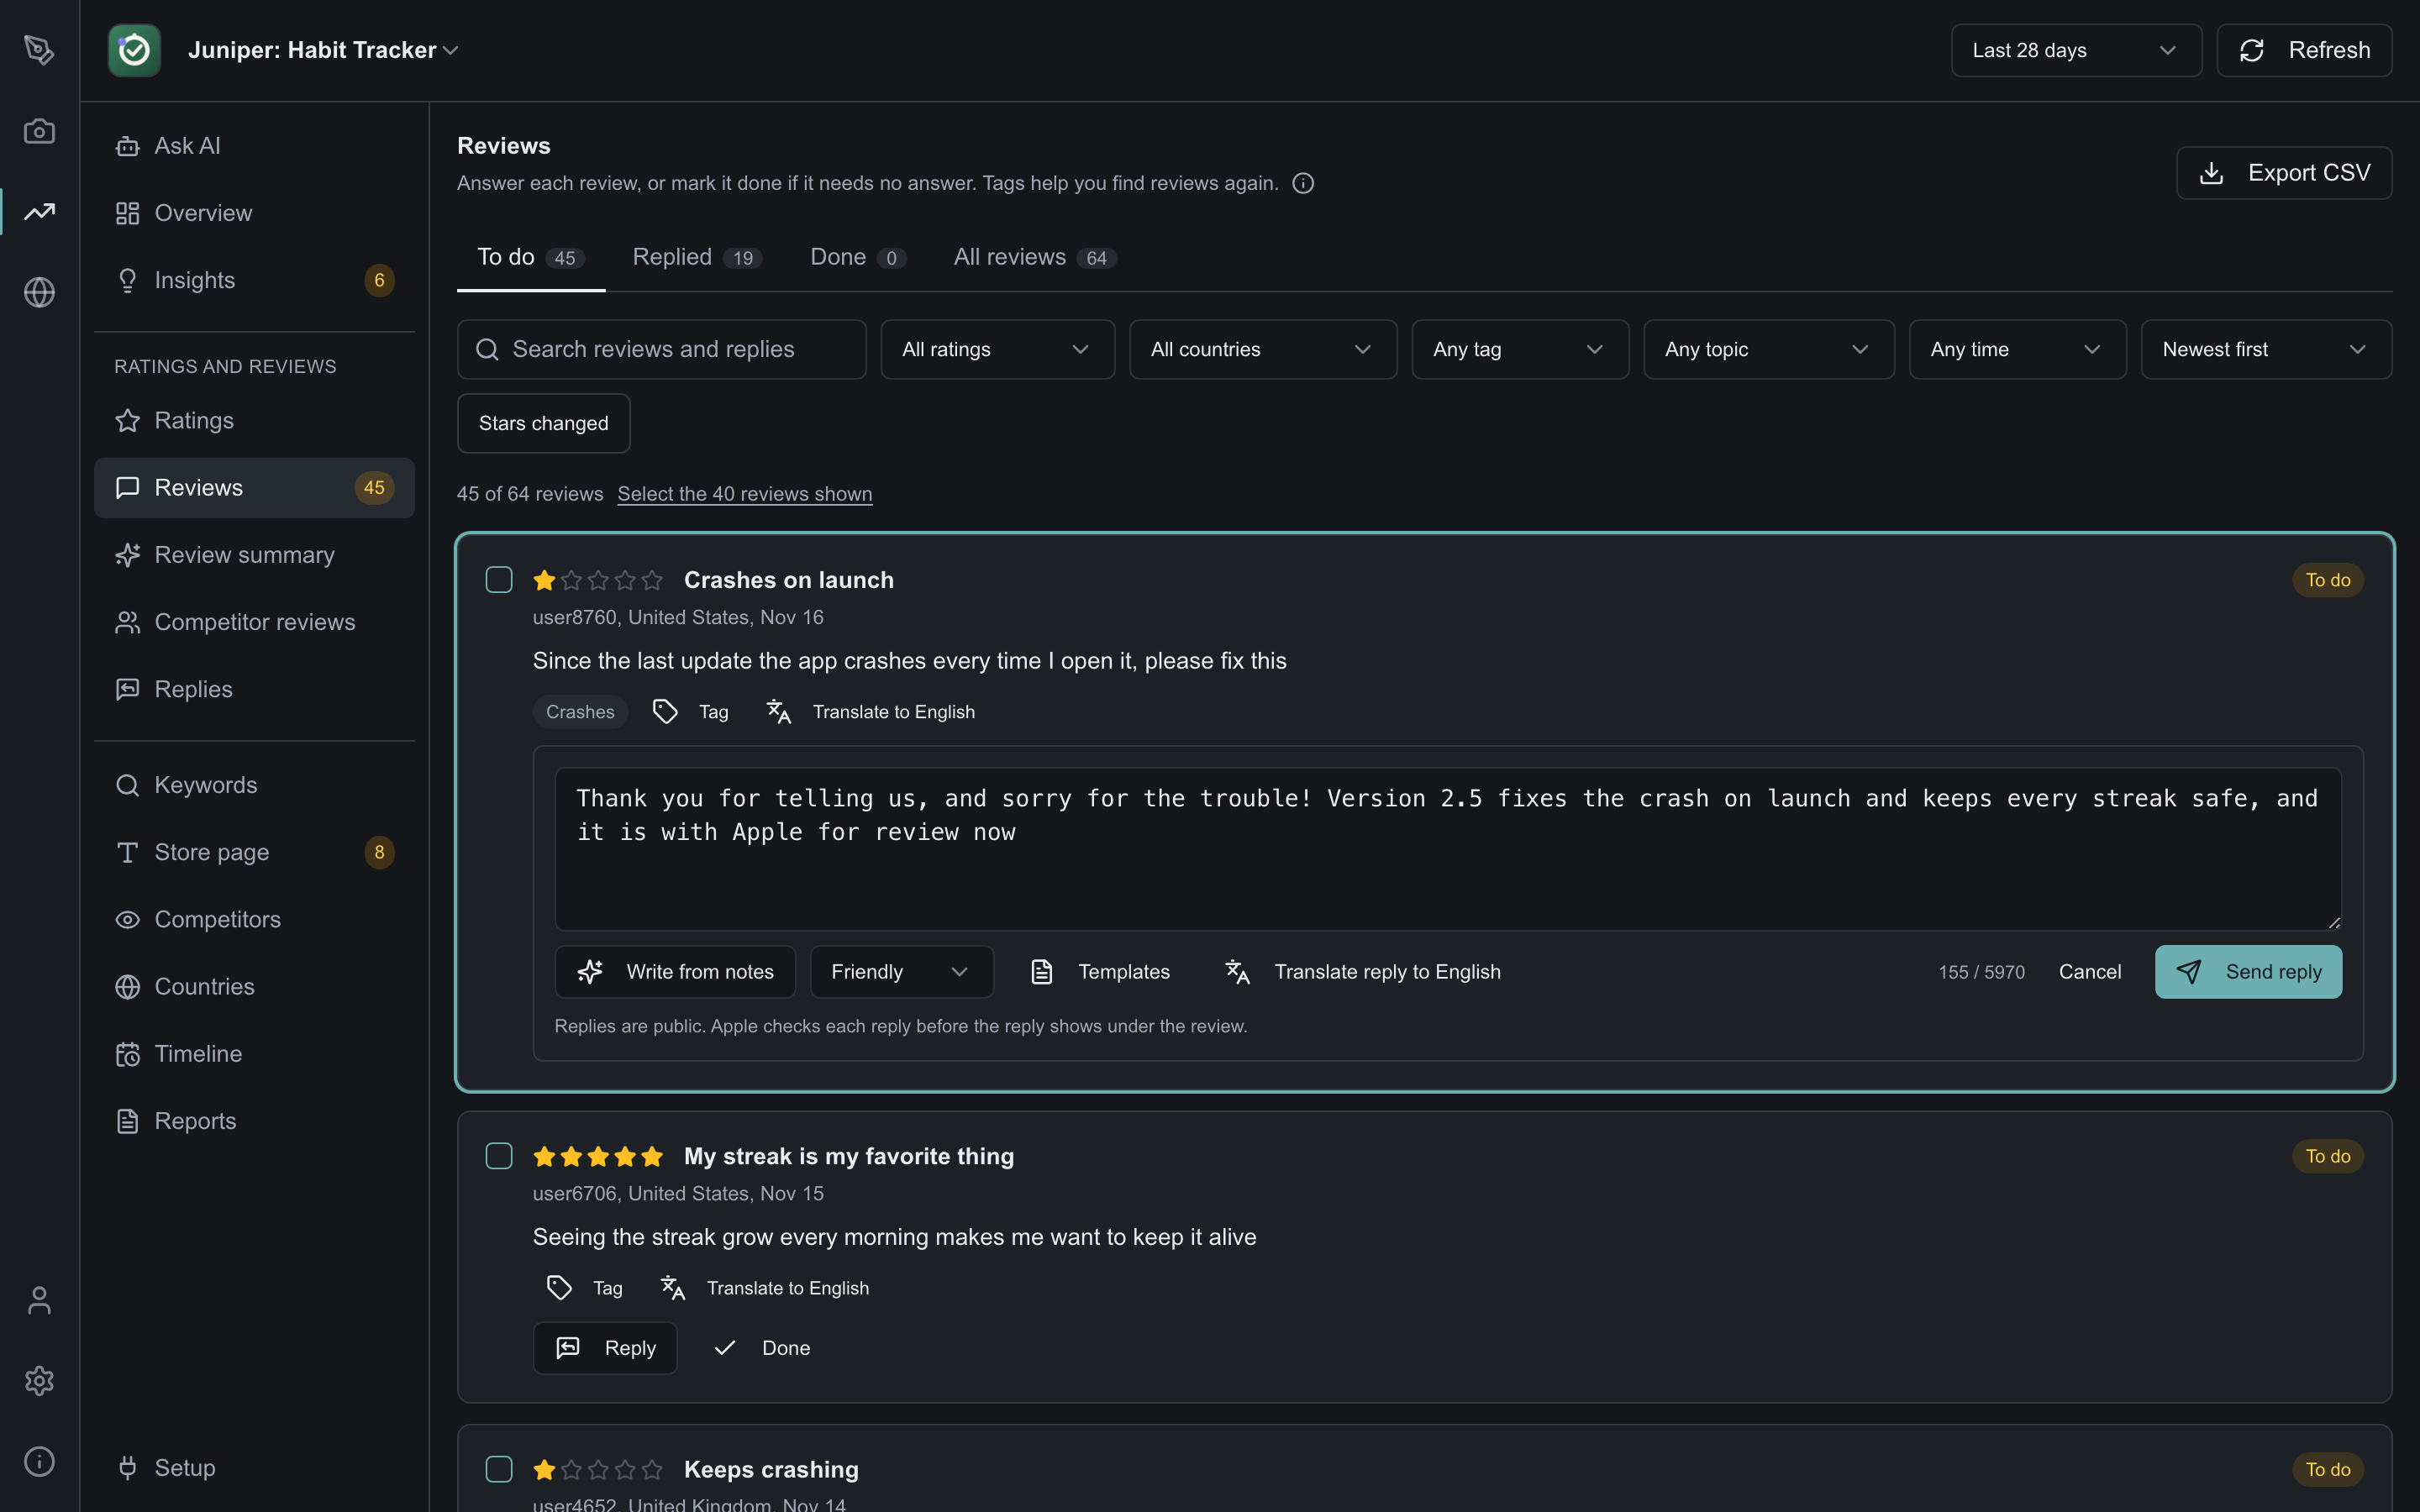 Juniper: Habit Tracker
Last 28 days
Refresh
Ask AI
Overview
Insights 6
RATINGS AND REVIEWS
Ratings
Reviews 45
Review summary
Competitor reviews
Replies
Keywords
Store page 8
Competitors
Countries
Timeline
Reports
Setup
Reviews
Answer each review, or mark it done if it needs no answer. Tags help you find reviews again.
Export CSV
To do 45 Replied 19 Done 0 All reviews 64
Search reviews and replies All ratings All countries Any tag Any topic Any time Newest first
Stars changed
45 of 64 reviews Select the 40 reviews shown
Crashes on launch To do
user8760, United States, Nov 16
Since the last update the app crashes every time I open it, please fix this
Crashes Tag Translate to English
Thank you for telling us, and sorry for the trouble! Version 2.5 fixes the crash on launch and keeps every streak safe, and
it is with Apple for review now
Write from notes Friendly Templates Translate reply to English 155 / 5970 Cancel Send reply
Replies are public. Apple checks each reply before the reply shows under the review.
My streak is my favorite thing To do
user6706, United States, Nov 15
Seeing the streak grow every morning makes me want to keep it alive
Tag Translate to English
Reply Done
Keeps crashing To do
user4652, United Kingdom, Nov 14